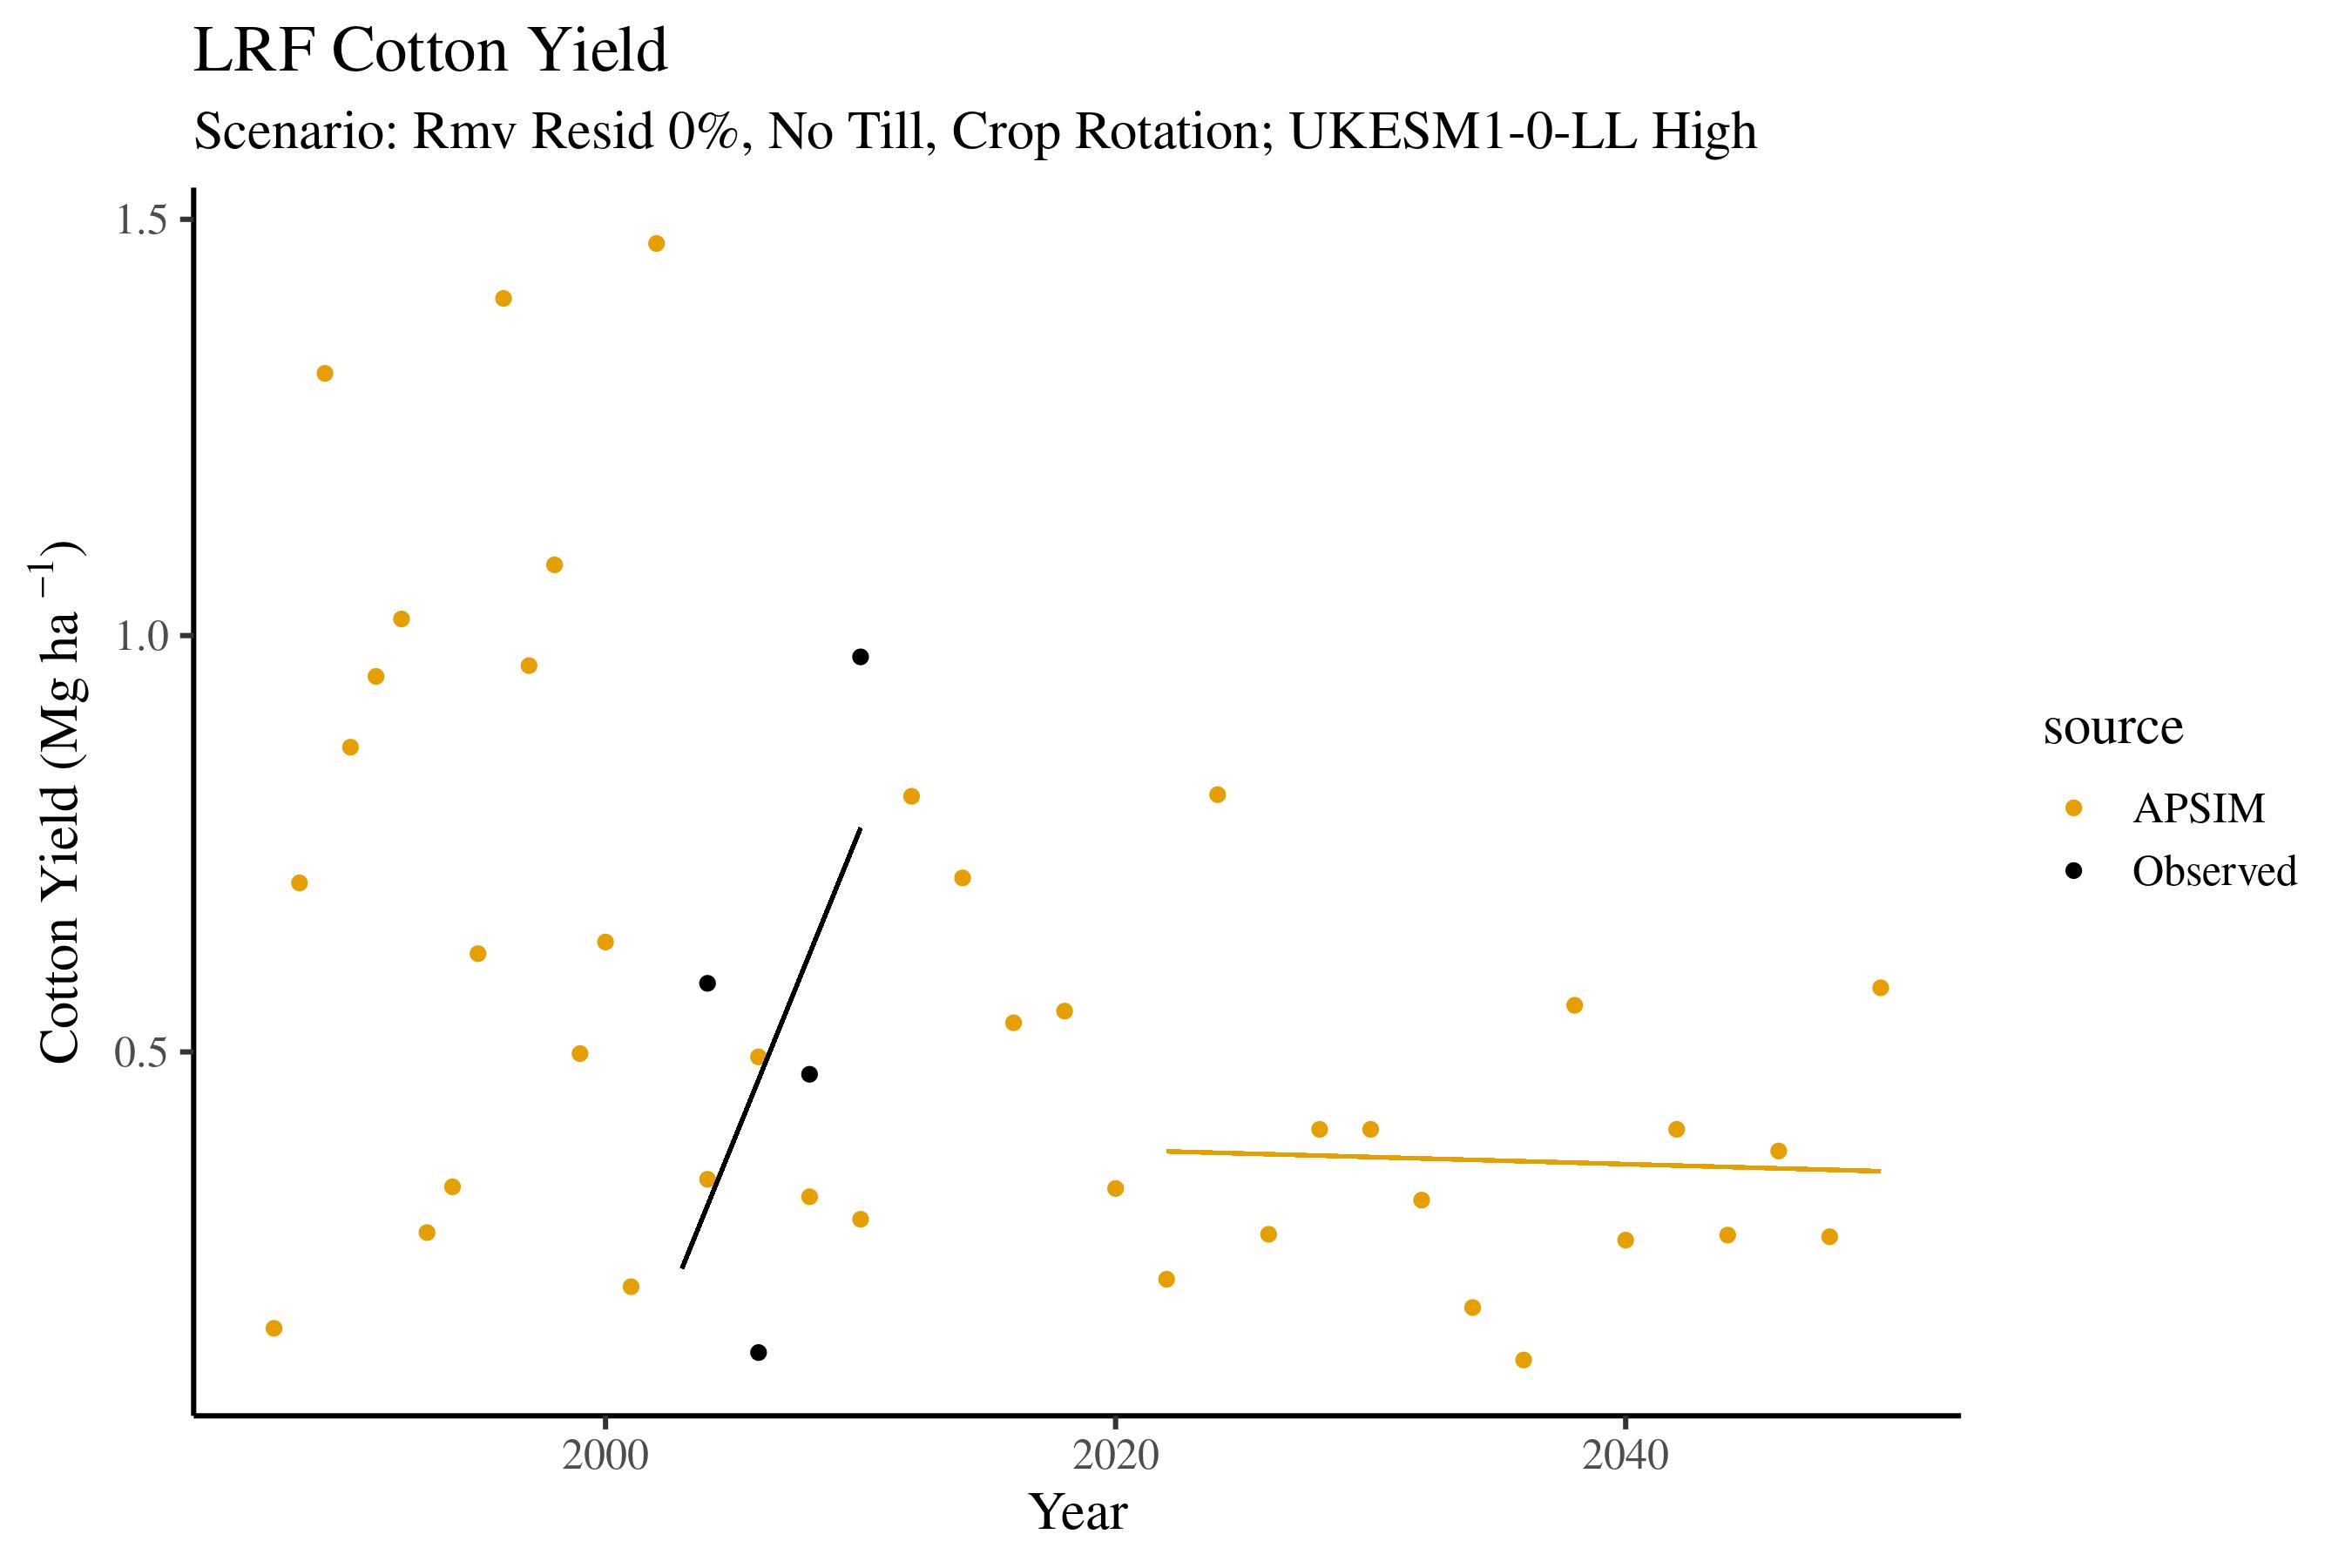 LRF Cotton Yield
Scenario: Rmv Resid 0%, No Till, Crop Rotation; UKESM1-0-LL High
Cotton Yield (Mg ha⁻¹)
1.5
1.0
0.5
2000
2020
2040
Year
source
APSIM
Observed